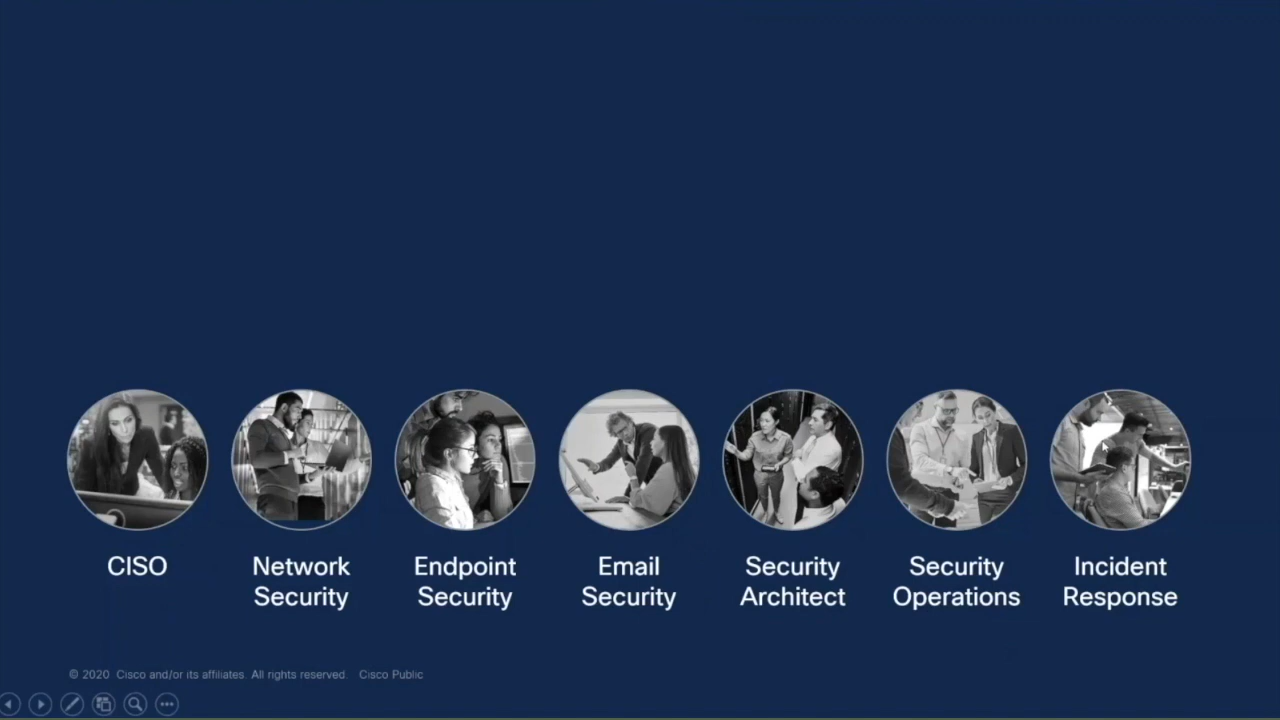 CISO
Network
Security
Endpoint
Security
Email
Security
Security
Architect
Security
Operations
Incident
Response
© 2020 Cisco and/or its affiliates. All rights reserved. Cisco Public